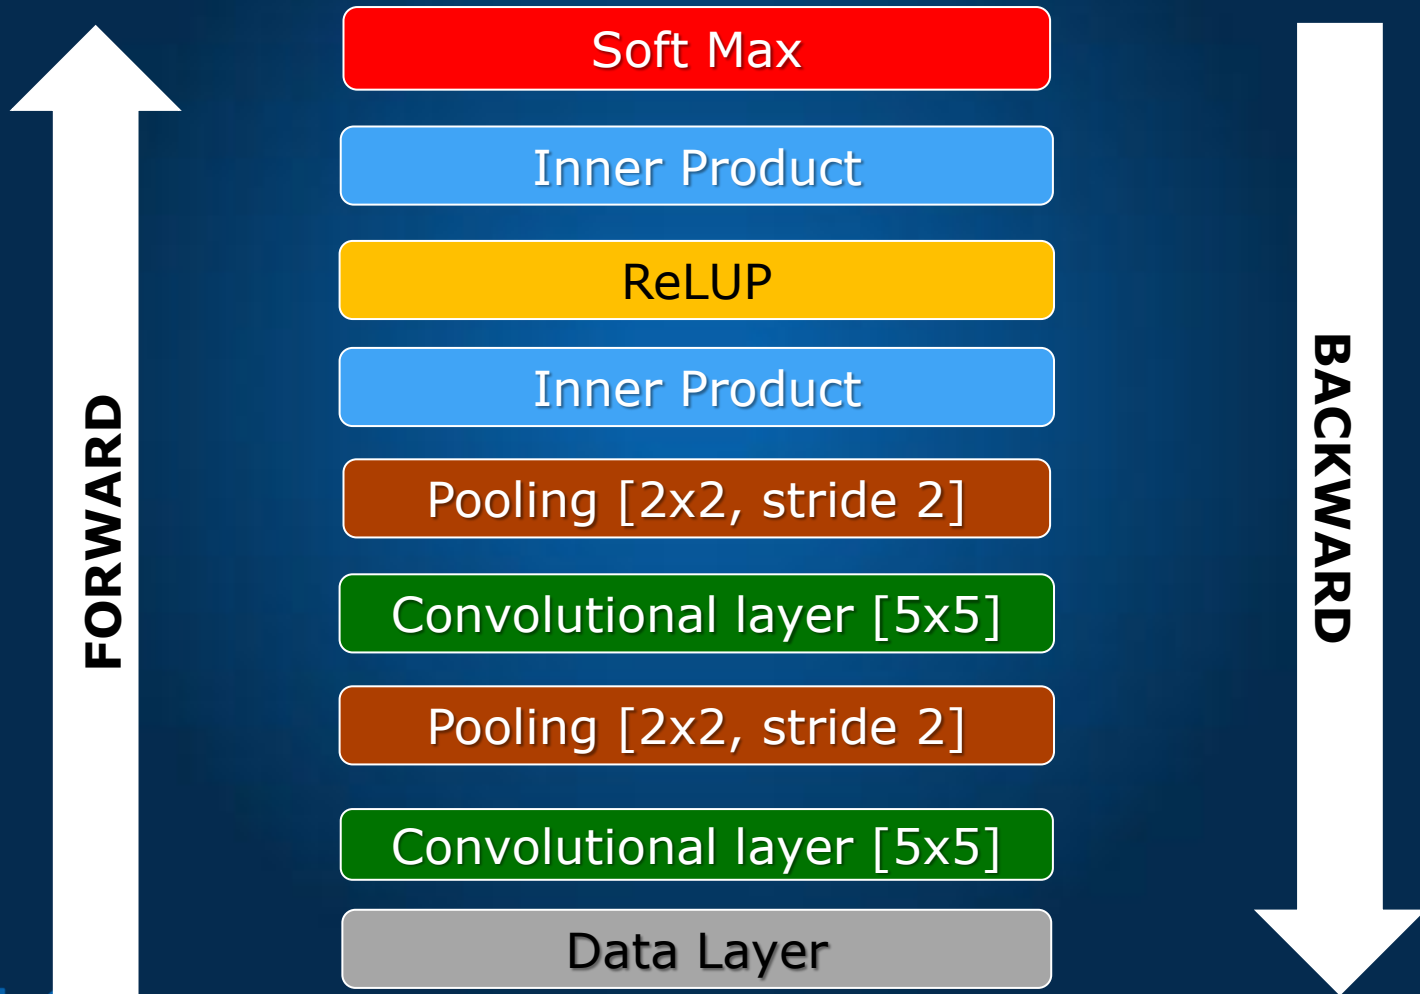 Soft Max
Inner Product
ReLUP
Inner Product
Pooling [2x2, stride 2]
Convolutional layer [5x5]
Pooling [2x2, stride 2]
Convolutional layer [5x5]
Data Layer
FORWARD
BACKWARD